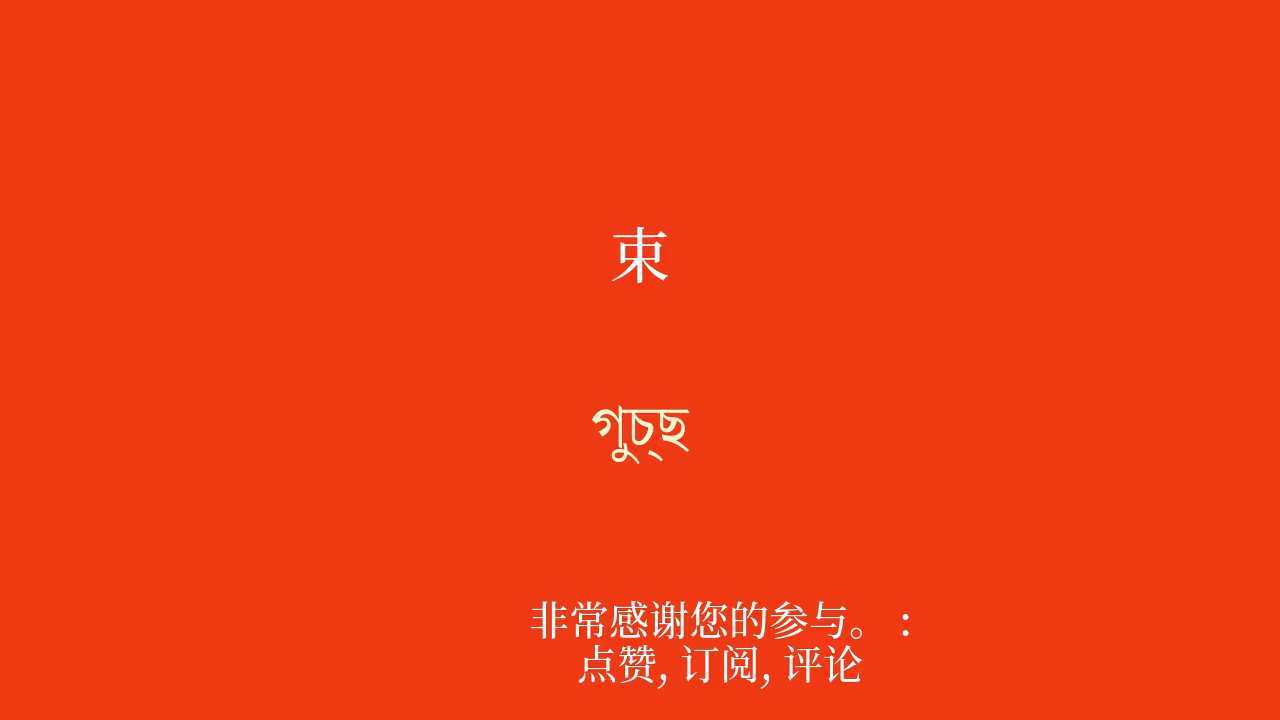 束
গুচ্ছ
非常感谢您的参与。 :
点赞, 订阅, 评论